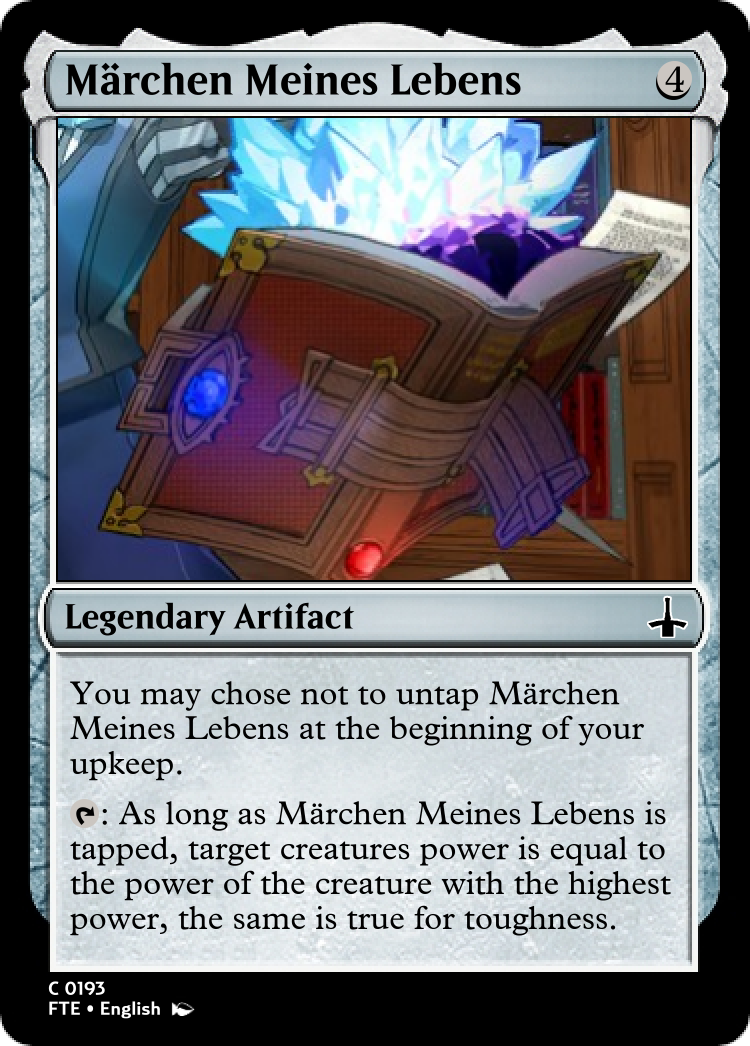 Märchen Meines Lebens 4
Legendary Artifact
You may chose not to untap Märchen
Meines Lebens at the beginning of your
upkeep.
: As long as Märchen Meines Lebens is
tapped, target creatures power is equal to
the power of the creature with the highest
power, the same is true for toughness.
C 0193
FTE • English